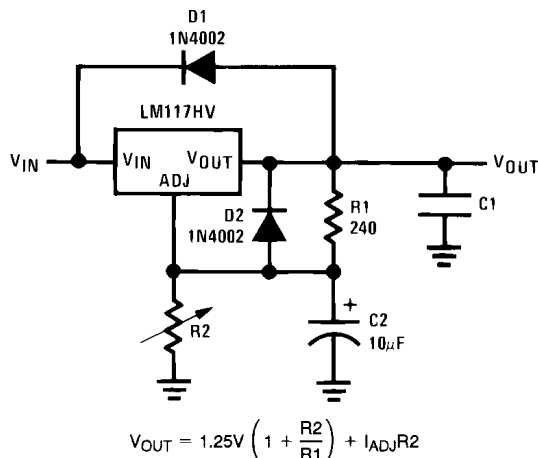 D1
1N4002
LM117HV
VIN
VIN
VOUT
VOUT
ADJ
D2
1N4002
R1
240
C1
R2
+
C2
10μF
VOUT = 1.25V (1 + R2/R1) + IADJR2